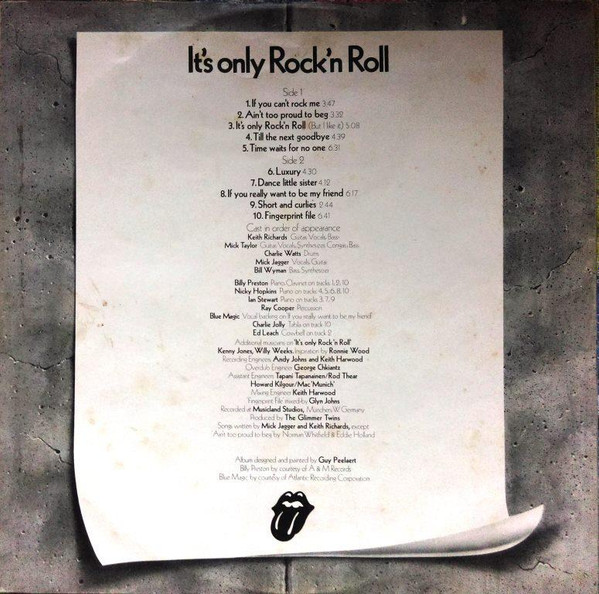 It's only Rock'n Roll
Side 1
1. If you can't rock me 3:47
2. Ain't too proud to beg 3:32
3. It's only Rock'n Roll (But I like it) 5:08
4. Till the next goodbye 4:39
5. Time waits for no one 6:31
Side 2
6. Luxury 4:30
7. Dance little sister 4:12
8. If you really want to be my friend 6:17
9. Short and curlies 2:44
10. Fingerprint file 6:41
Cast in order of appearance
Keith Richards Guitar, Vocals, Bass
Mick Taylor Guitar, Vocals, Synthesizer, Congas, Bass
Charlie Watts Drums
Mick Jagger Vocals, Guitar
Bill Wyman Bass, Synthesizer
Billy Preston Piano, Clavinet on tracks 1, 2, 10
Nicky Hopkins Piano on tracks 4, 5, 6, 8, 10
Ian Stewart Piano on tracks 3, 7, 9
Ray Cooper Percussion
Blue Magic Vocal backing on 'If you really want to be my friend'
Charlie Jolly Tabla on track 10
Ed Leach Cowbell on track 2
Additional musicians on 'It's only Rock'n Roll'
Kenny Jones, Willy Weeks. Inspiration by Ronnie Wood
Recording Engineers Andy Johns and Keith Harwood
Overdub Engineer George Chkiantz
Assistant Engineers Tapani Tapanainen/Rod Thear
Howard Kilgour/Mac 'Munich'
Mixing Engineer Keith Harwood
'Fingerprint File' mixed by Glyn Johns
Recorded at Musicland Studios, München/W. Germany
Produced by The Glimmer Twins
Songs written by Mick Jagger and Keith Richards, except
Ain't too proud to beg by Norman Whitfield & Eddie Holland
Album designed and painted by Guy Peelaert
Billy Preston by courtesy of A & M Records
Blue Magic by courtesy of Atlantic Recording Corporation